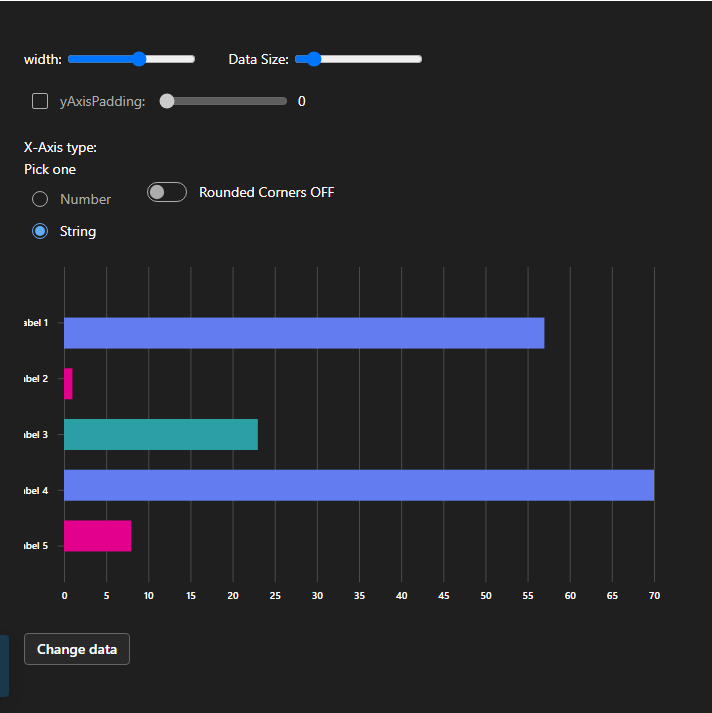 width: Data Size:
yAxisPadding: 0
X-Axis type:
Pick one
Number Rounded Corners OFF
String
abel 1
abel 2
abel 3
abel 4
abel 5
0 5 10 15 20 25 30 35 40 45 50 55 60 65 70
Change data